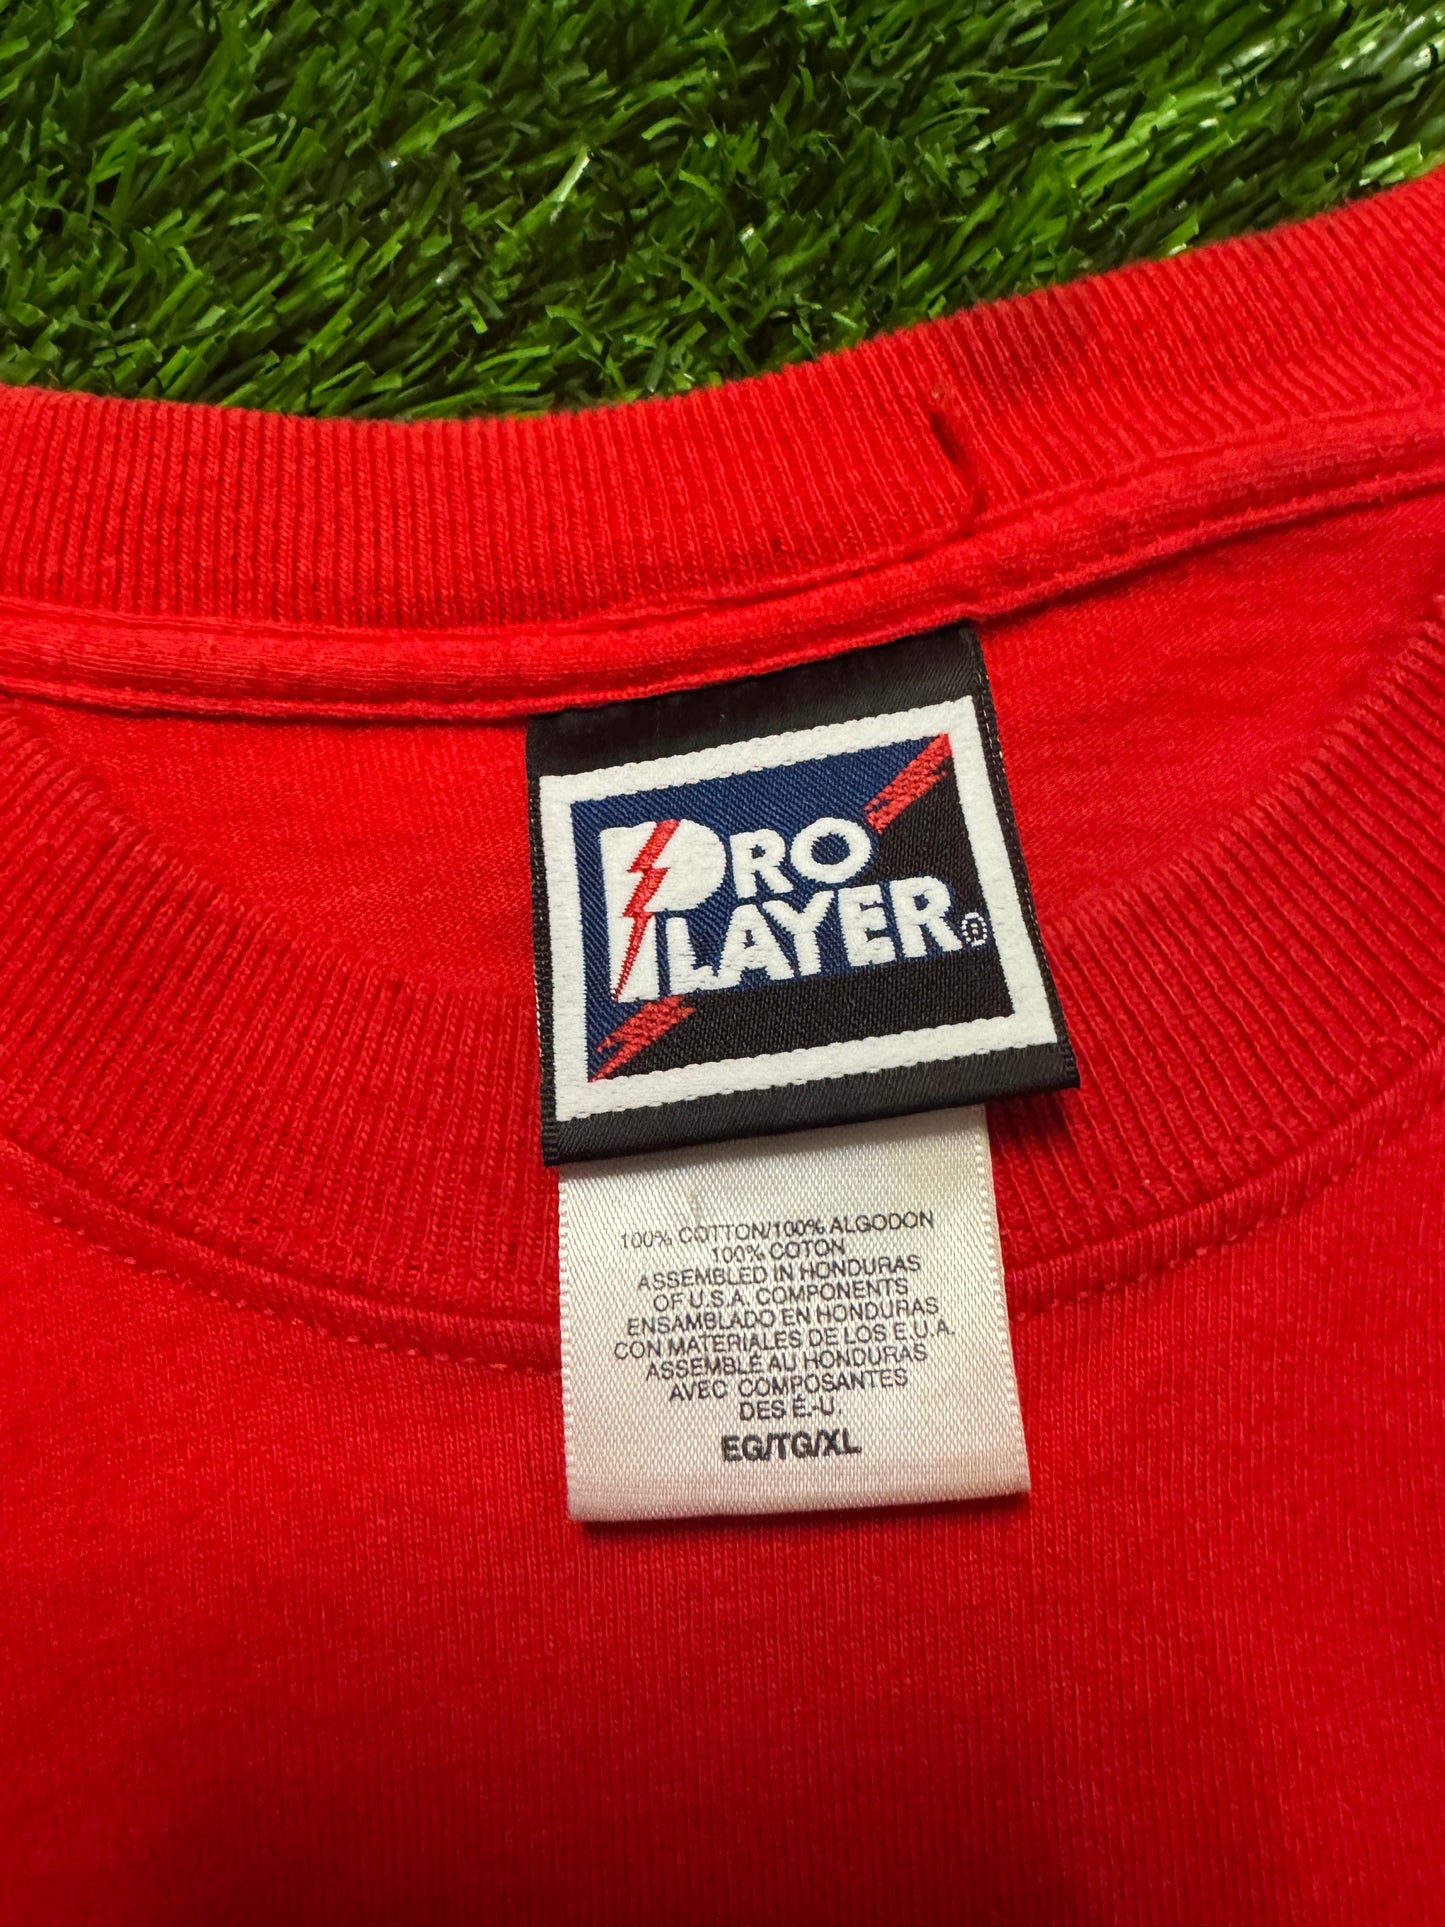 PRO
PLAYER®
100% COTTON/100% ALGODON
100% COTON
ASSEMBLED IN HONDURAS
OF U.S.A. COMPONENTS
ENSAMBLADO EN HONDURAS
CON MATERIALES DE LOS E.U.A.
ASSEMBLÉ AU HONDURAS
AVEC COMPOSANTES
DES É.-U.
EG/TG/XL